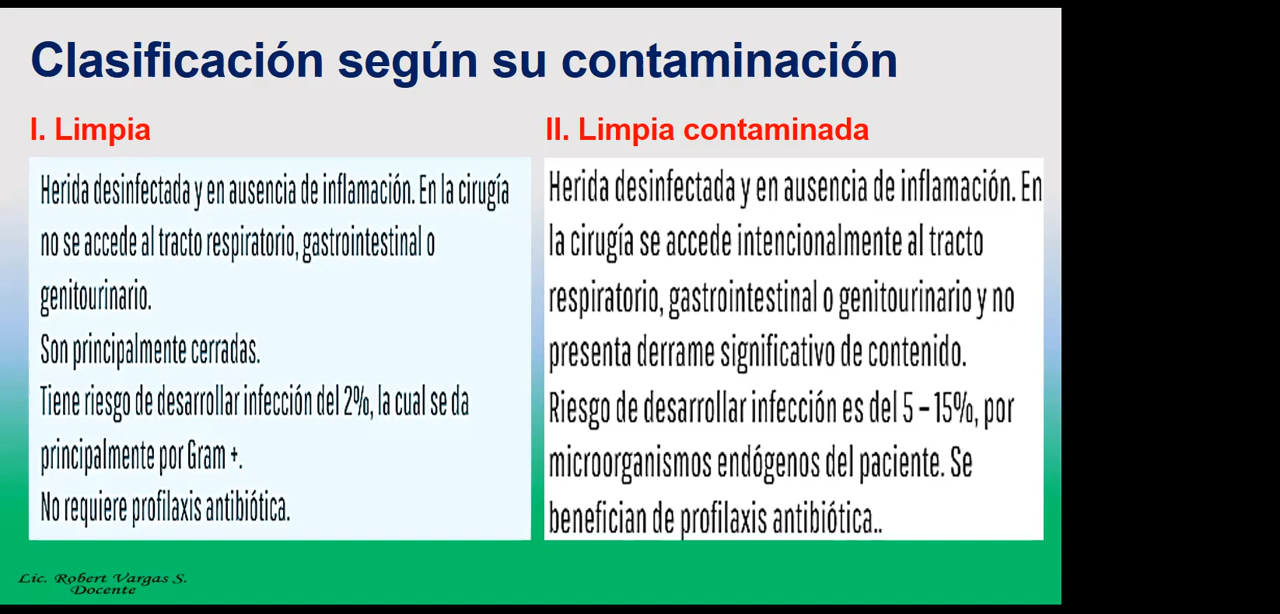 Clasificación según su contaminación
I. Limpia
Herida desinfectada y en ausencia de inflamación. En la cirugía
no se accede al tracto respiratorio, gastrointestinal o
genitourinario.
Son principalmente cerradas.
Tiene riesgo de desarrollar infección del 2%, la cual se da
principalmente por Gram +.
No requiere profilaxis antibiótica.
II. Limpia contaminada
Herida desinfectada y en ausencia de inflamación. En
la cirugía se accede intencionalmente al tracto
respiratorio, gastrointestinal o genitourinario y no
presenta derrame significativo de contenido.
Riesgo de desarrollar infección es del 5 – 15%, por
microorganismos endógenos del paciente. Se
benefician de profilaxis antibiótica..
Lic. Robert Vargas S.
Docente